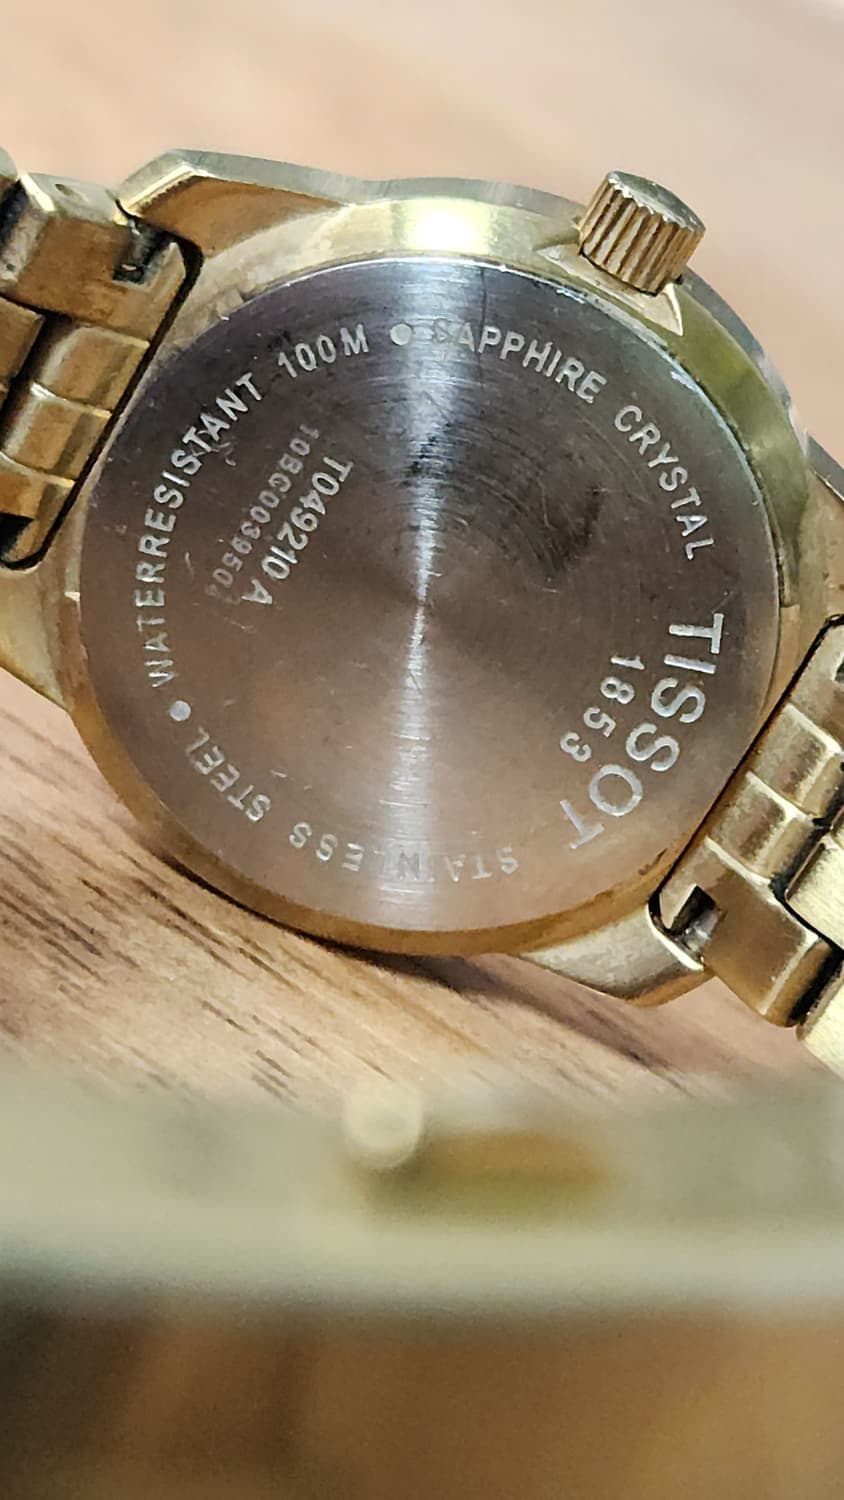 TISSOT
1853
SAPPHIRE CRYSTAL
WATERRESISTANT 100M
STAINLESS STEEL
T049210 A